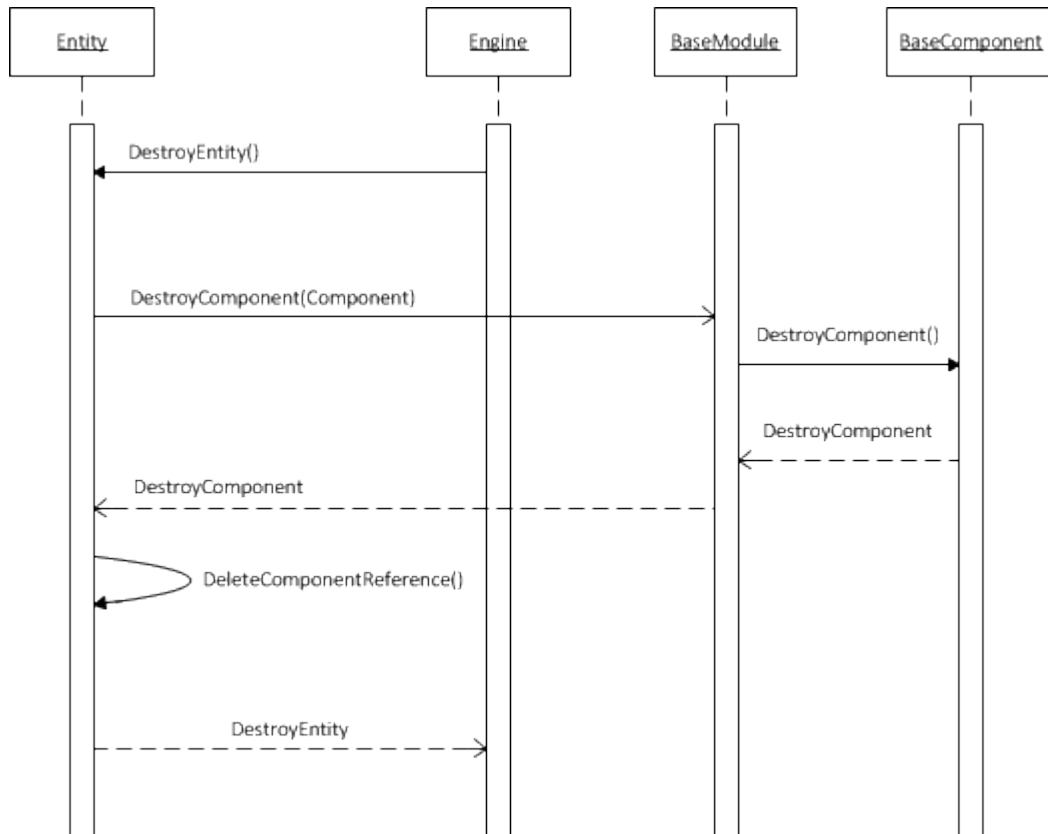 Entity
Engine
BaseModule
BaseComponent
DestroyEntity()
DestroyComponent(Component)
DestroyComponent()
DestroyComponent
DestroyComponent
DeleteComponentReference()
DestroyEntity